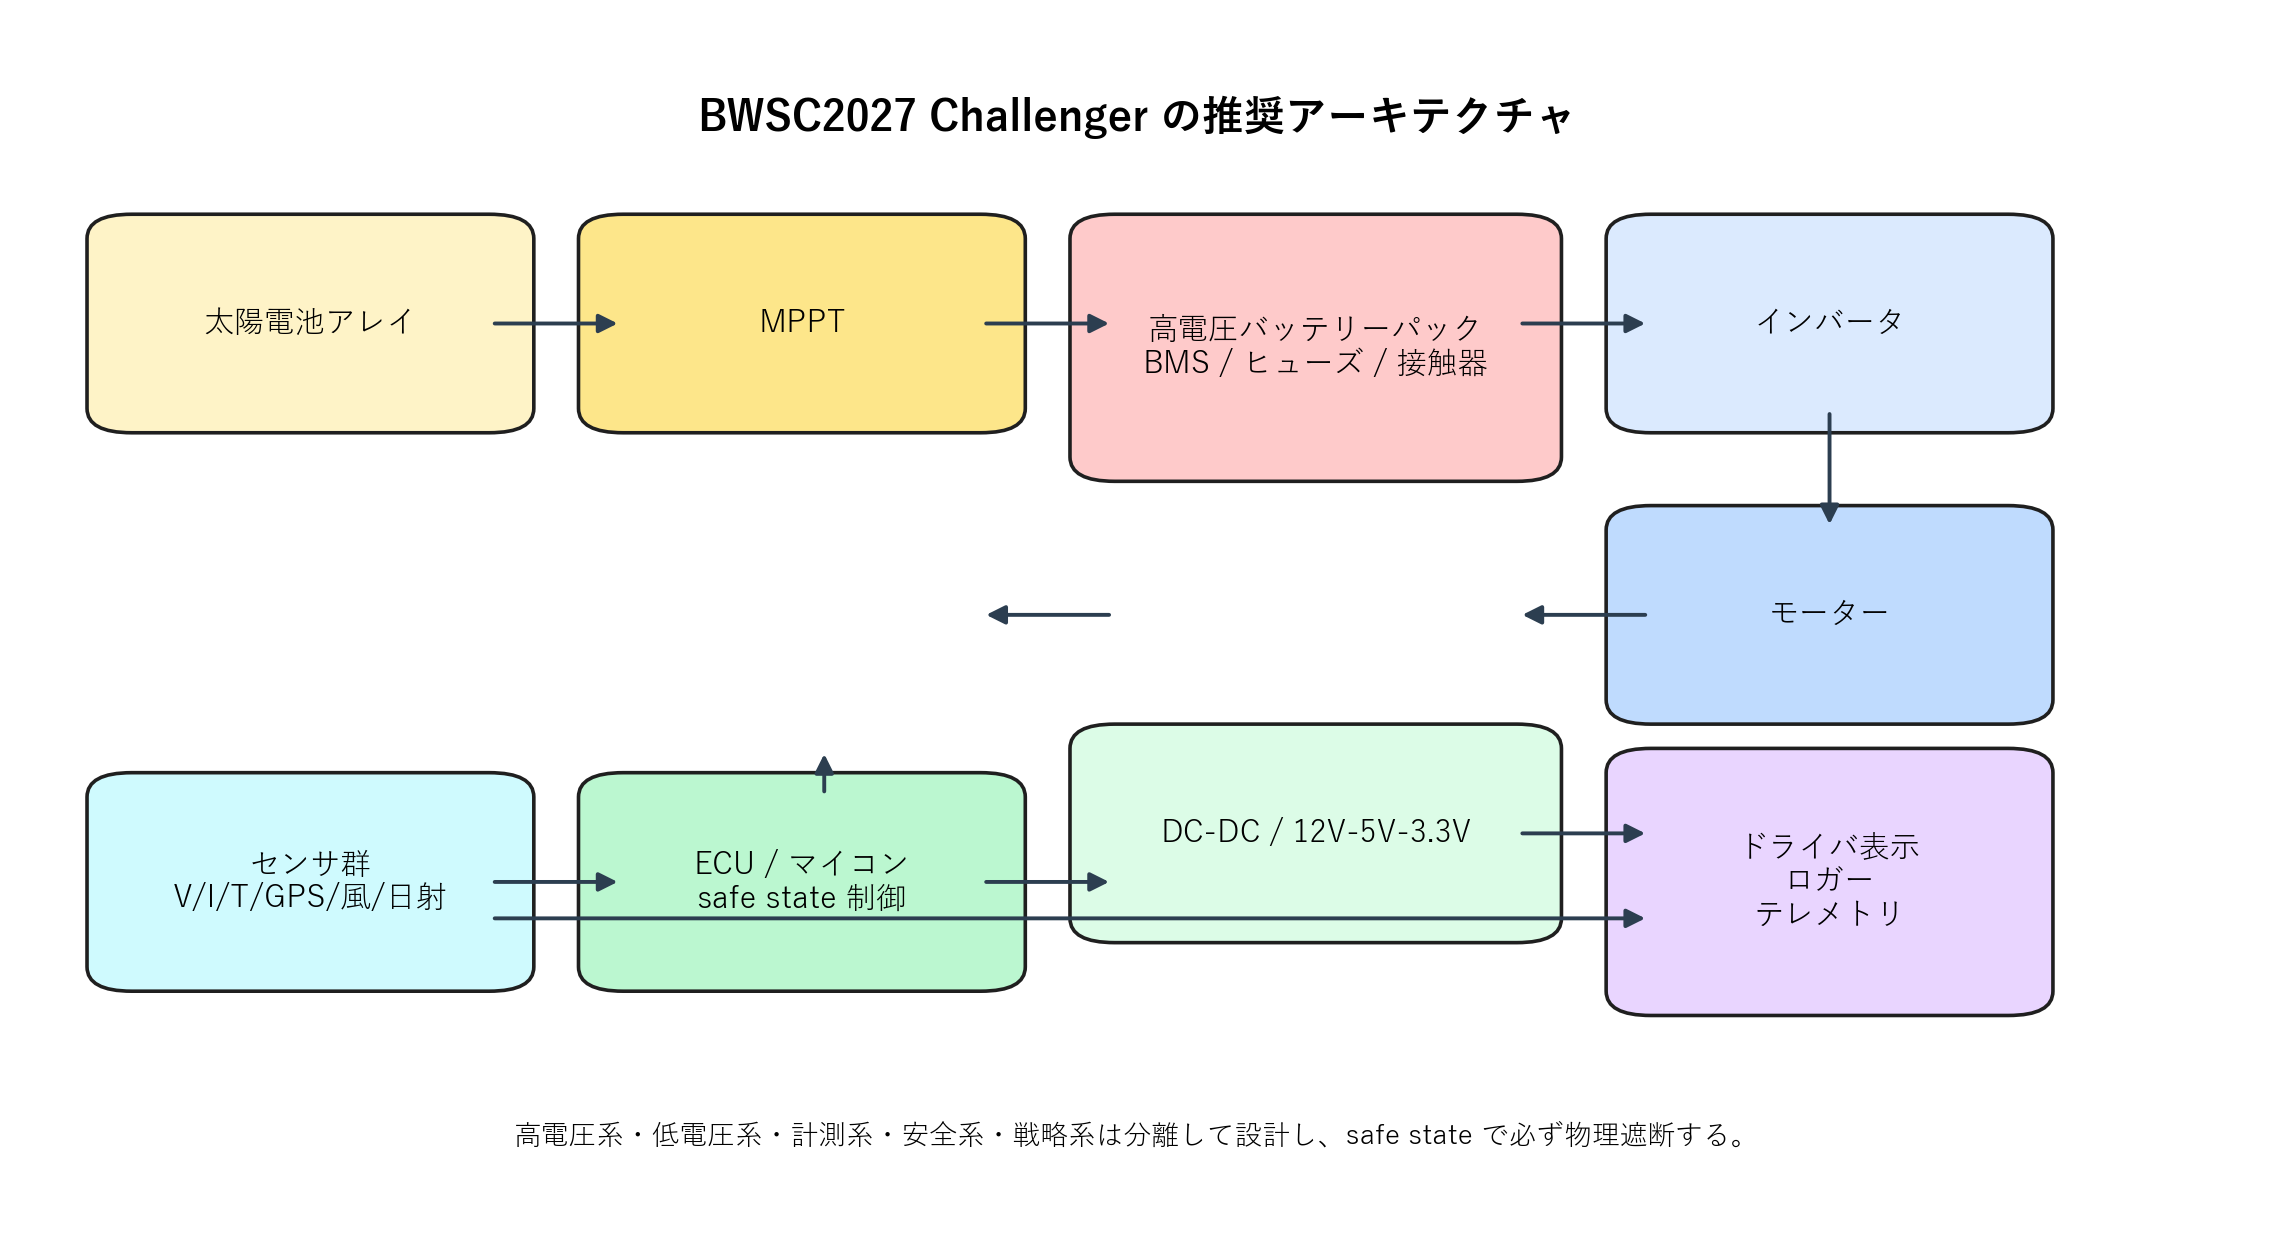 BWSC2027 Challenger の推奨アーキテクチャ
太陽電池アレイ
MPPT
高電圧バッテリーパック
BMS / ヒューズ / 接触器
インバータ
モーター
センサ群
V/I/T/GPS/風/日射
ECU / マイコン
safe state 制御
DC-DC / 12V-5V-3.3V
ドライバ表示
ロガー
テレメトリ
高電圧系・低電圧系・計測系・安全系・戦略系は分離して設計し、safe state で必ず物理遮断する。